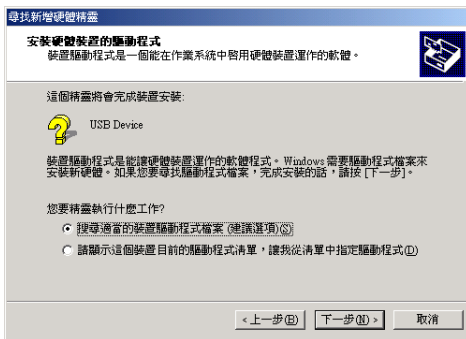 尋找新增硬體精靈
安裝硬體裝置的驅動程式
裝置驅動程式是一個能在作業系統中啟用硬體裝置運作的軟體。
這個精靈將會完成裝置安裝:
USB Device
裝置驅動程式是能讓硬體裝置運作的軟體程式。Windows 需要驅動程式檔案來
安裝新硬體。如果您要尋找驅動程式檔案,完成安裝的話,請按 [下一步]。
您要精靈執行什麼工作?
搜尋適當的裝置驅動程式檔案 (建議選項)(S)
請顯示這個裝置目前的驅動程式清單,讓我從清單中指定驅動程式(D)
< 上一步(B)
下一步(N) >
取消